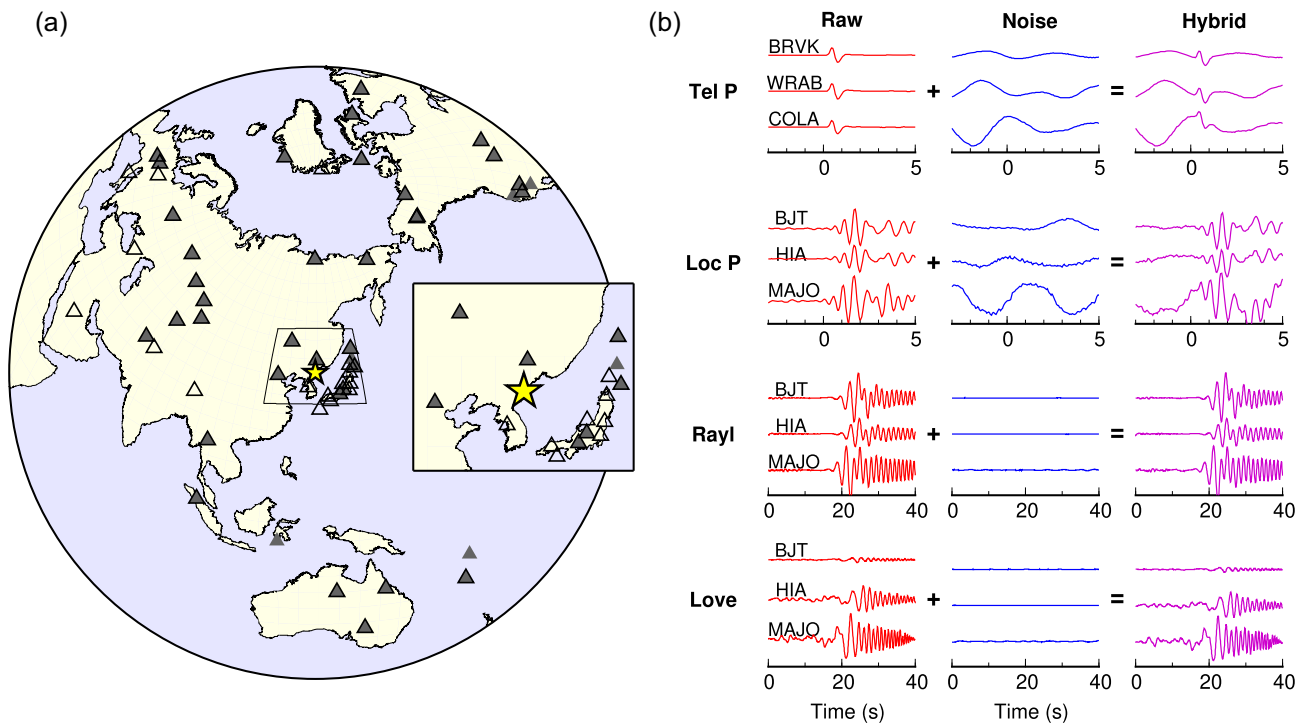 (a)
(b)
Raw Noise Hybrid
Tel P
BRVK
WRAB
COLA
+ =
0 5 0 5 0 5
Loc P
BJT
HIA
MAJO
+ =
0 5 0 5 0 5
Rayl
BJT
HIA
MAJO
+ =
0 20 40 0 20 40 0 20 40
Love
BJT
HIA
MAJO
+ =
0 20 40 0 20 40 0 20 40
Time (s) Time (s) Time (s)